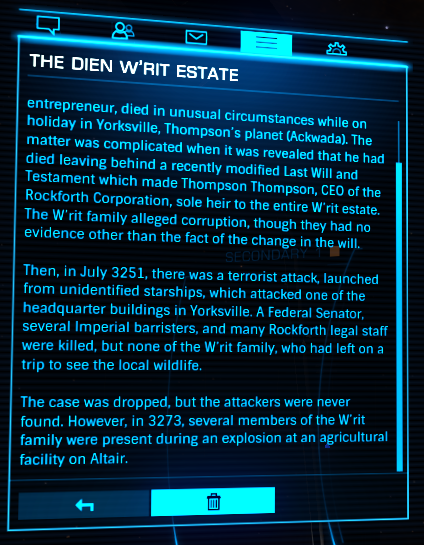 THE DIEN W'RIT ESTATE
entrepreneur, died in unusual circumstances while on
holiday in Yorksville, Thompson's planet (Ackwada). The
matter was complicated when it was revealed that he had
died leaving behind a recently modified Last Will and
Testament which made Thompson Thompson, CEO of the
Rockforth Corporation, sole heir to the entire W'rit estate.
The W'rit family alleged corruption, though they had no
evidence other than the fact of the change in the will.
SECONDARY
Then, in July 3251, there was a terrorist attack, launched
from unidentified starships, which attacked one of the
headquarter buildings in Yorksville. A Federal Senator,
several Imperial barristers, and many Rockforth legal staff
were killed, but none of the W'rit family, who had left on a
trip to see the local wildlife.
The case was dropped, but the attackers were never
found. However, in 3273, several members of the W'rit
family were present during an explosion at an agricultural
facility on Altair.